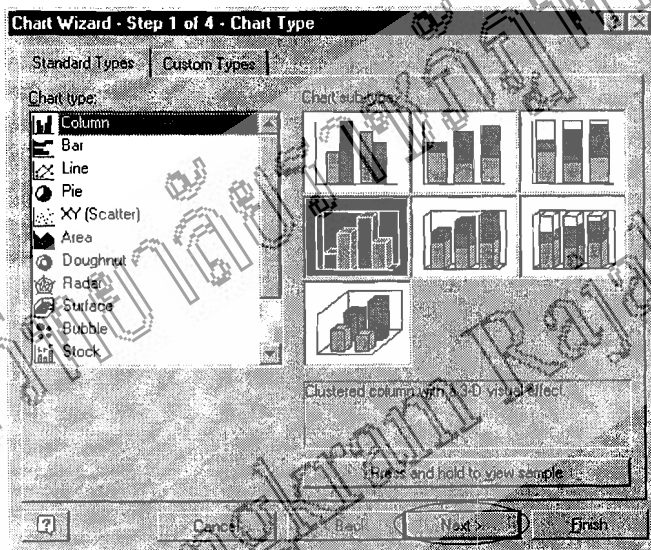 Chart Wizard - Step 1 of 4 - Chart Type
Standard Types
Custom Types
Chart type:
Chart sub-type:
Column
Bar
Line
Pie
XY (Scatter)
Area
Doughnut
Radar
Surface
Bubble
Stock
Clustered column with a 3-D visual effect.
Press and hold to view sample
Cancel
Back
Next >
Finish